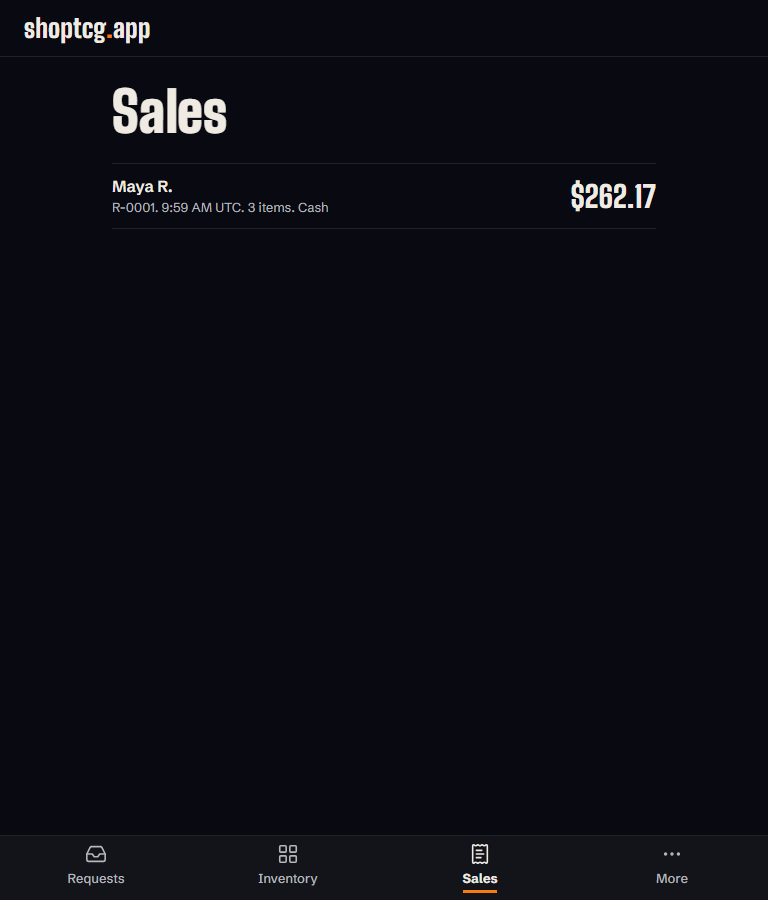 shoptcg.app
Sales
Maya R.
R-0001. 9:59 AM UTC. 3 items. Cash
$262.17
Requests
Inventory
Sales
More